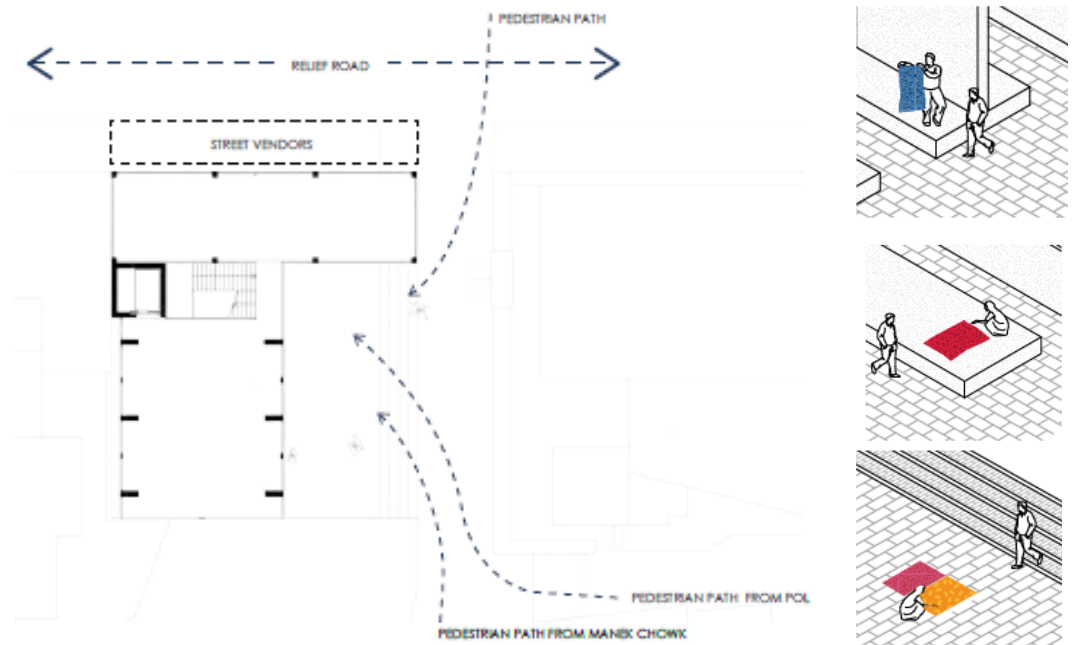 PEDESTRIAN PATH
RELIEF ROAD
STREET VENDORS
PEDESTRIAN PATH FROM POL
PEDESTRIAN PATH FROM MANEK CHOWK